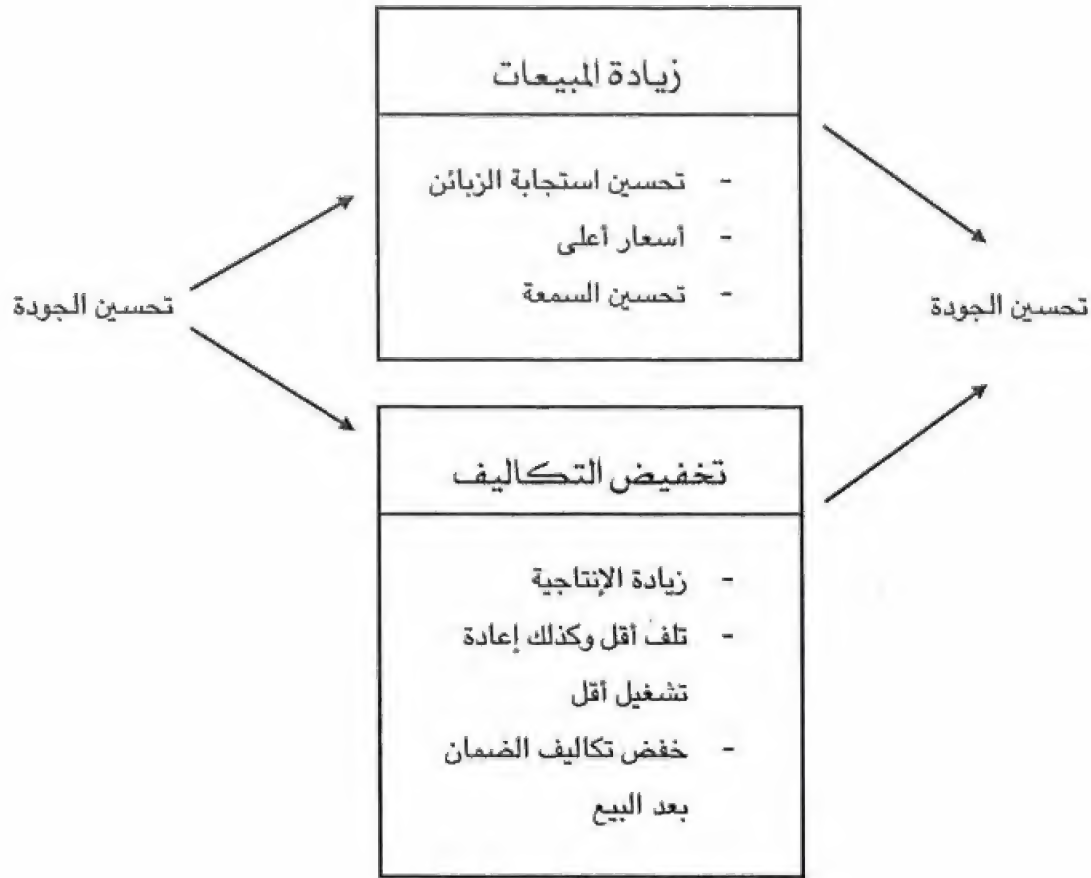 زيادة المبيعات
- تحسين استجابة الزبائن
- أسعار أعلى
- تحسين السمعة
تحسين الجودة
تحسين الجودة
تخفيض التكاليف
- زيادة الإنتاجية
- تلف أقل وكذلك إعادة
تشغيل أقل
- خفض تكاليف الضمان
بعد البيع